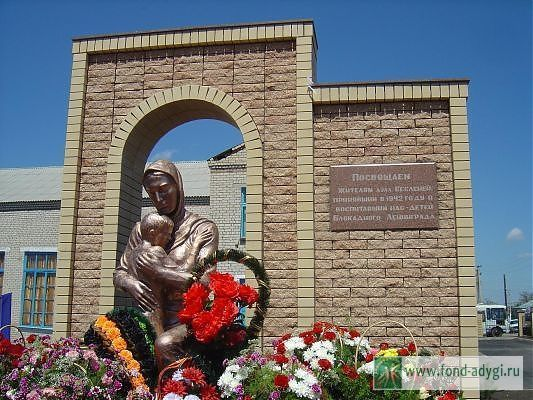 Посвящаем
жителям аула Бесленей,
принявшим в 1942 году и
воспитавшим нас-детей
Блокадного Ленинграда
www.fond-adygi.ru